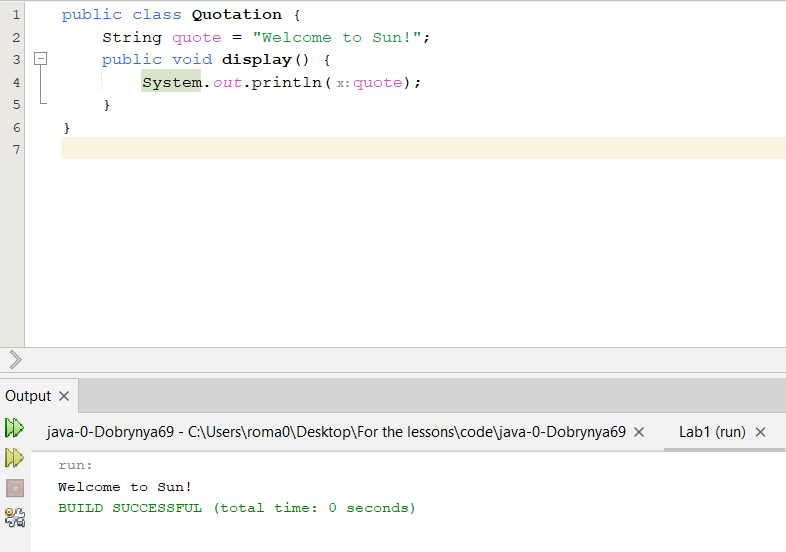 1 public class Quotation {
2 String quote = "Welcome to Sun!";
3 public void display() {
4 System.out.println( x: quote);
5 }
6 }
7
Output
java-0-Dobrynya69 - C:\Users\roma0\Desktop\For the lessons\code\java-0-Dobrynya69 Lab1 (run)
run:
Welcome to Sun!
BUILD SUCCESSFUL (total time: 0 seconds)